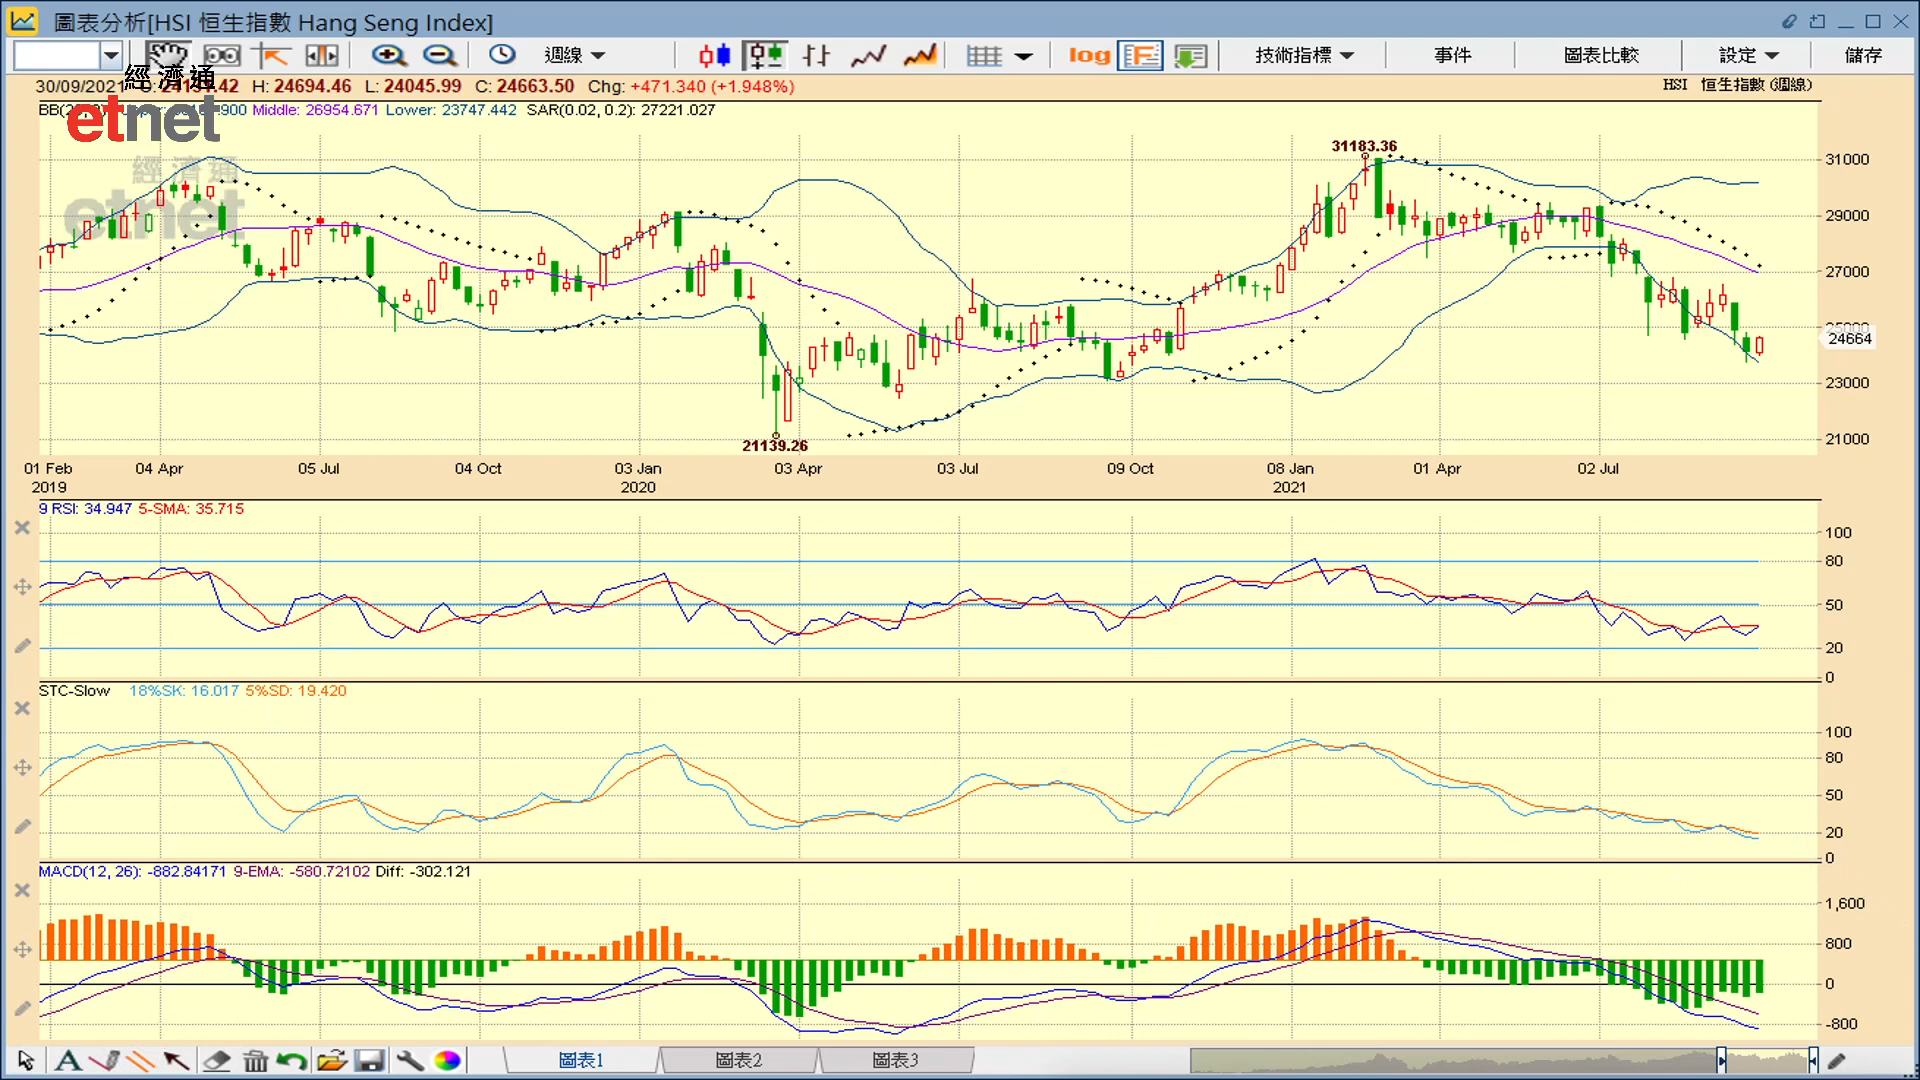 圖表分析[HSI 恒生指數 Hang Seng Index]
週線
log
技術指標
事件
圖表比較
設定
儲存
30/09/2021 H: 24694.46 L: 24045.99 C: 24663.50 Chg: +471.340 (+1.948%)
HSI 恒生指數 (週線)
經濟通
etnet
經濟通
etnet
Middle: 26954.671 Lower: 23747.442 SAR(0.02, 0.2): 27221.027
31183.36
21139.26
31000
29000
27000
25000
24664
23000
21000
01 Feb 04 Apr 05 Jul 04 Oct 03 Jan 03 Apr 03 Jul 09 Oct 08 Jan 01 Apr 02 Jul
2019 2020 2021
9 RSI: 34.947 5-SMA: 35.715
100
80
50
20
0
STC-Slow 18%SK: 16.017 5%SD: 19.420
100
80
50
20
0
MACD(12, 26): -882.84171 9-EMA: -580.72102 Diff: -302.121
1,600
800
0
-800
A
圖表1
圖表2
圖表3